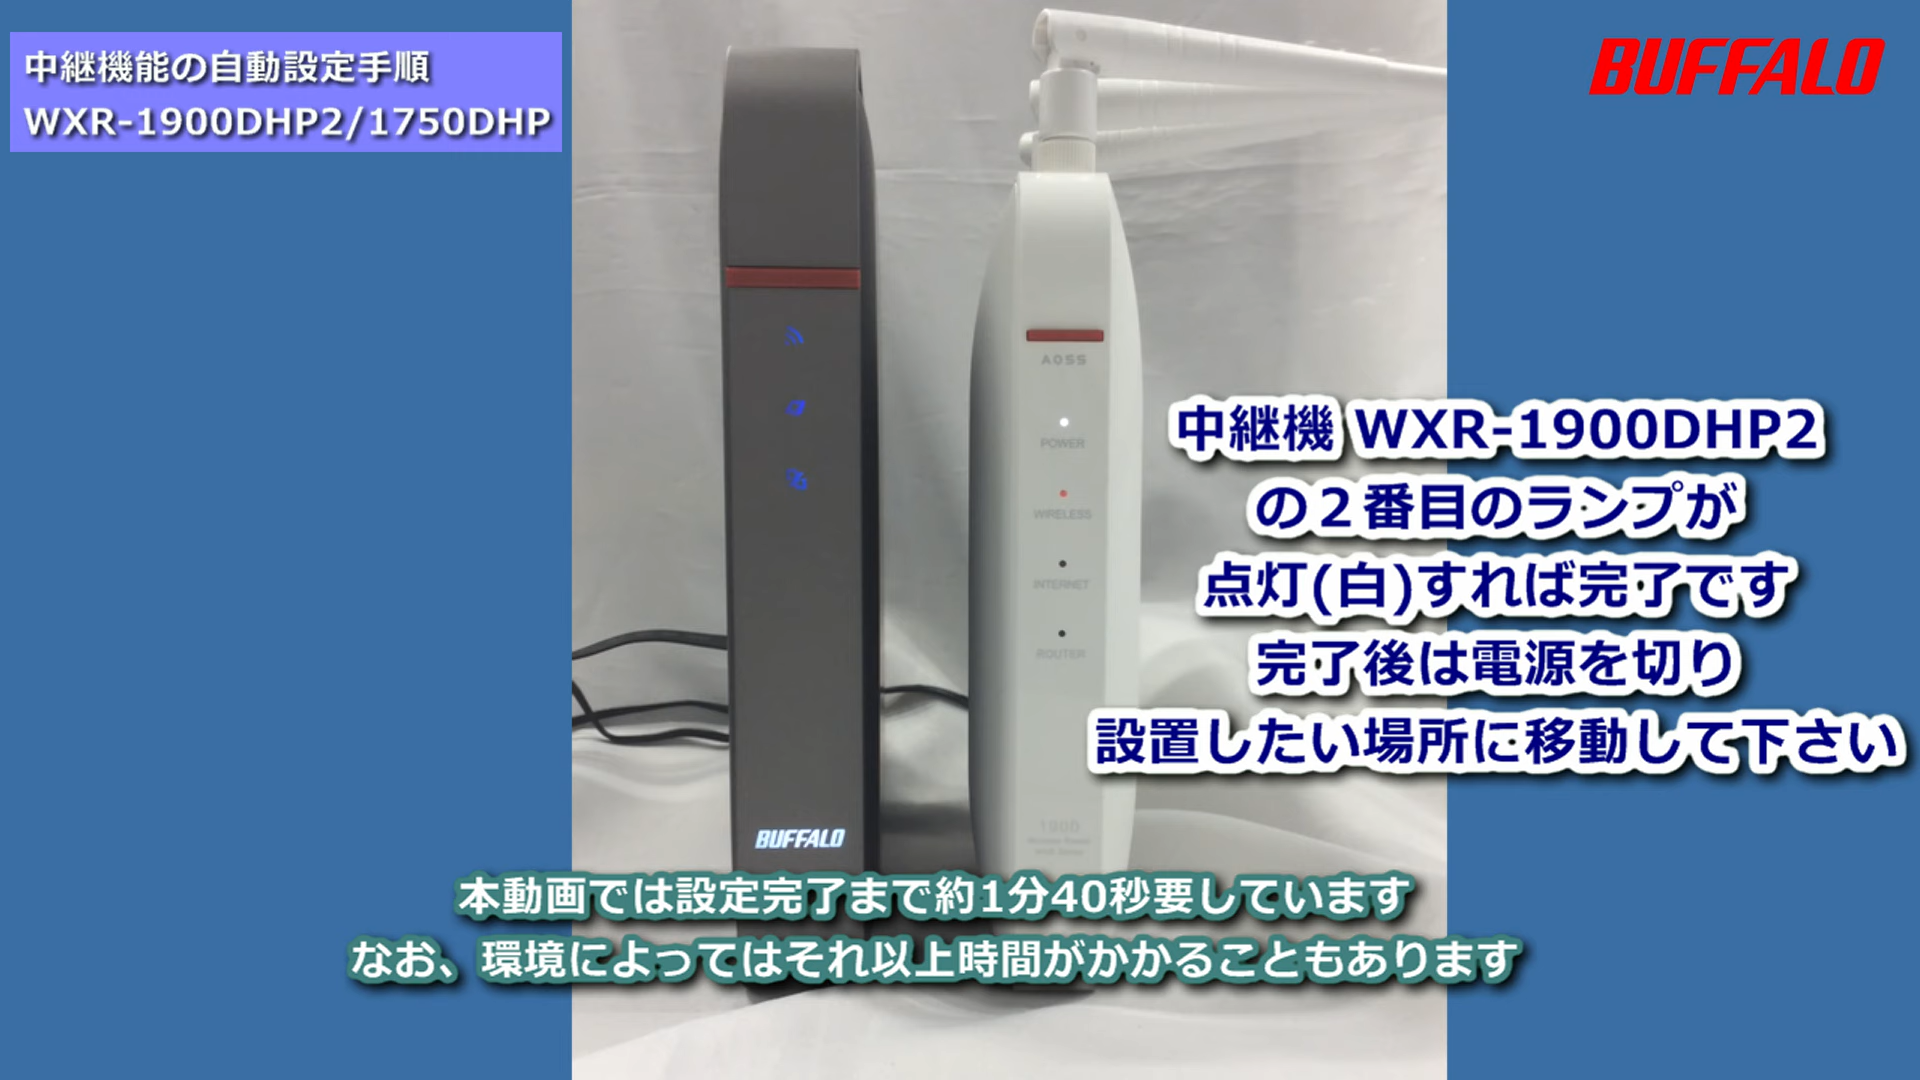 中継機能の自動設定手順
WXR-1900DHP2/1750DHP
BUFFALO
AOSS
POWER
WIRELESS
INTERNET
ROUTER
1900
BUFFALO
中継機 WXR-1900DHP2
の２番目のランプが
点灯(白)すれば完了です
完了後は電源を切り
設置したい場所に移動して下さい
本動画では設定完了まで約1分40秒要しています
なお、環境によってはそれ以上時間がかかることもあります